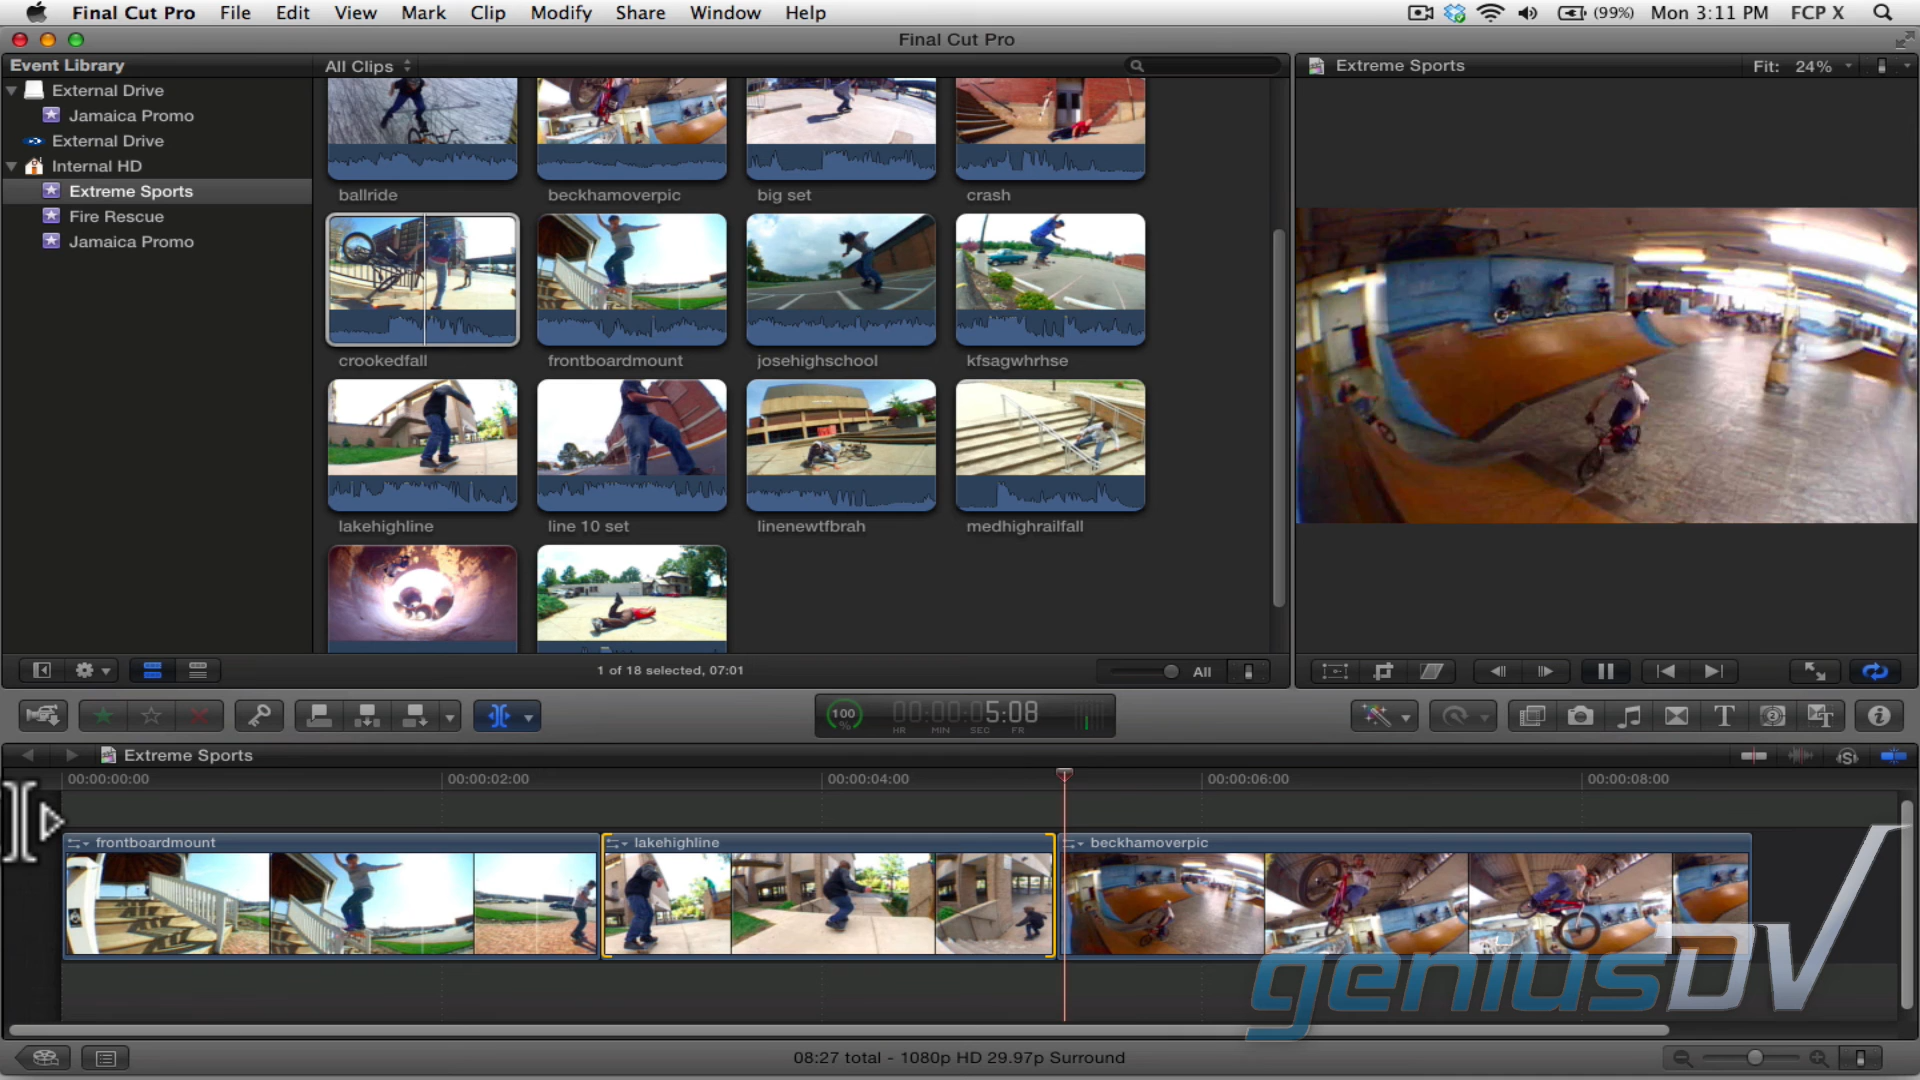 Final Cut Pro File Edit View Mark Clip Modify Share Window Help (99%) Mon 3:11 PM FCP X
Final Cut Pro
Event Library
External Drive
Jamaica Promo
External Drive
Internal HD
Extreme Sports
Fire Rescue
Jamaica Promo
All Clips
ballride beckhamoverpic big set crash
crookedfall frontboardmount josehighschool kfsagwhrhse
lakehighline line 10 set linenewtfbrah medhighrailfall
1 of 18 selected, 07:01 All
Extreme Sports Fit: 24%
100 % 00:00:05:08
HR MIN SEC FR
Extreme Sports
00:00:00:00 00:00:02:00 00:00:04:00 00:00:06:00 00:00:08:00
frontboardmount lakehighline beckhamoverpic
geniusDV
08:27 total - 1080p HD 29.97p Surround